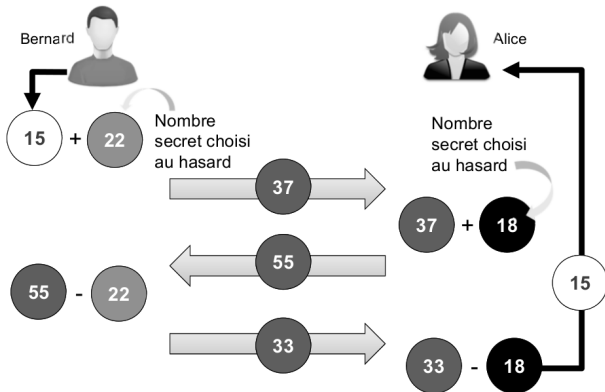 Bernard
Alice
15 + 22
Nombre
secret choisi
au hasard
Nombre
secret choisi
au hasard
37
37 + 18
55
55 - 22
15
33
33 - 18